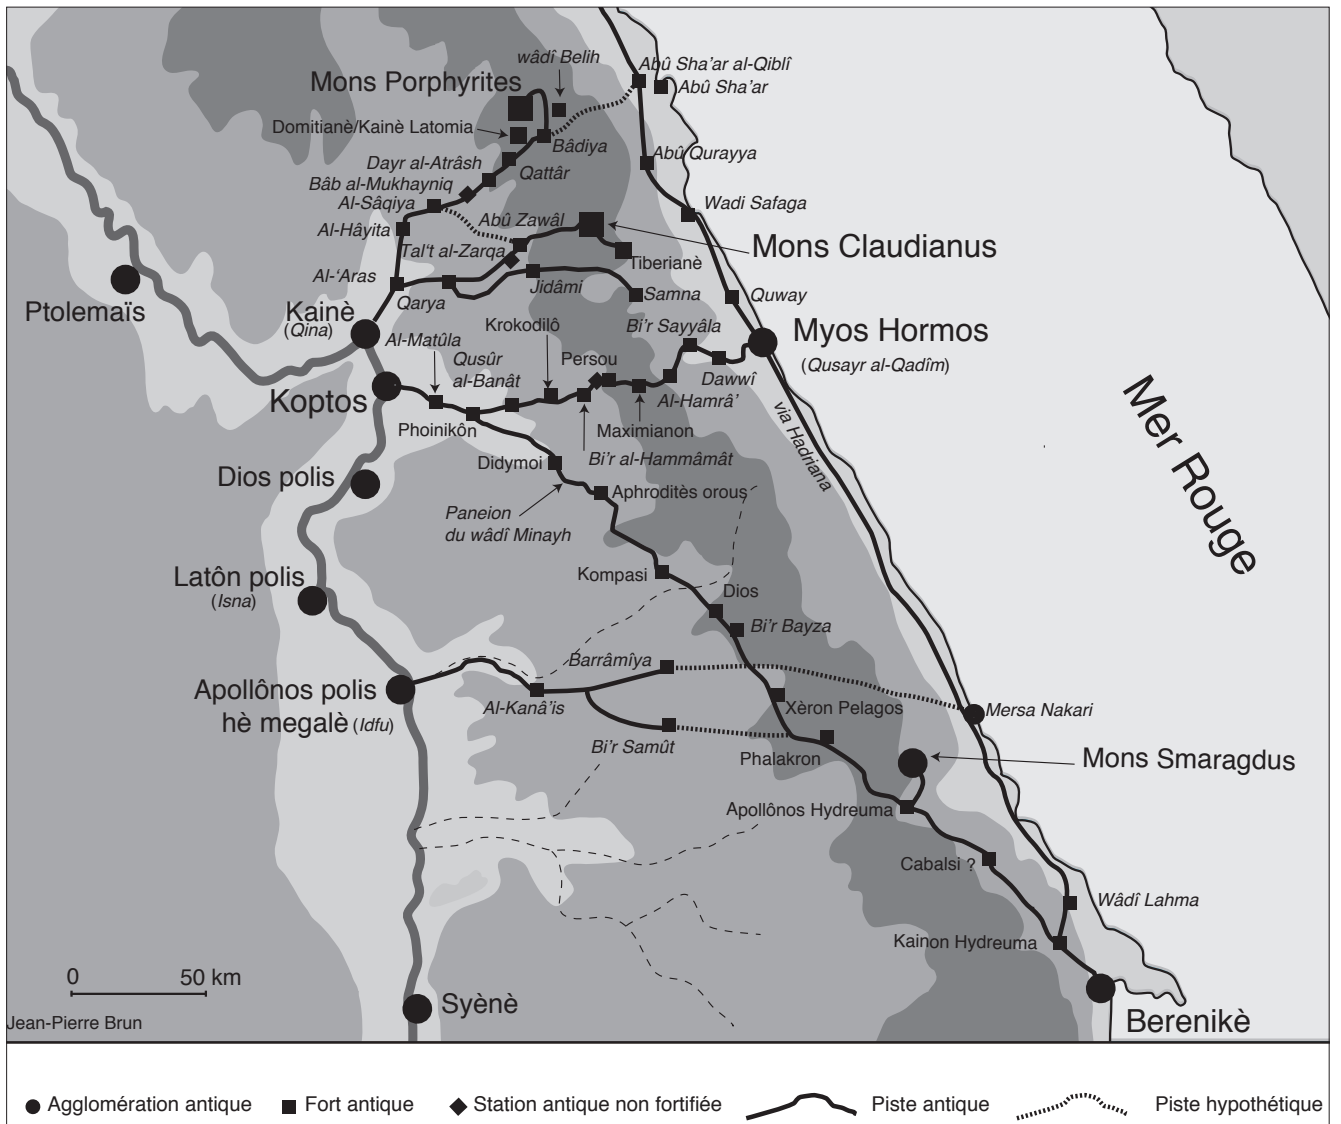 wâdî Belih
Abû Sha'ar al-Qiblî
Mons Porphyrites
Abû Sha'ar
Domitianè/Kainè Latomia
Bâdiya
Abû Qurayya
Dayr al-Atrâsh
Qattâr
Bâb al-Mukhayniq
Al-Sâqiya
Wadi Safaga
Abû Zawâl
Al-Hâyita
Mons Claudianus
Tal't al-Zarqa
Tiberianè
Al-‘Aras
Jidâmi
Ptolemaïs
Qarya
Samna
Quway
Kainè
(Qina)
Krokodilô
Bi'r Sayyâla
Myos Hormos
Al-Matûla
(Qusayr al-Qadîm)
Qusûr
al-Banât
Persou
Dawwî
Koptos
Al-Hamrâ'
via Hadriana
Mer Rouge
Phoinikôn
Maximianon
Didymoi
Bi'r al-Hammâmât
Dios polis
Aphroditès orous
Paneion
du wâdî Minayh
Latôn polis
(Isna)
Kompasi
Dios
Bi'r Bayza
Barrâmîya
Apollônos polis
hè megalè (Idfu)
Al-Kanâ'is
Xèron Pelagos
Mersa Nakari
Bi'r Samût
Phalakron
Mons Smaragdus
Apollônos Hydreuma
Cabalsi ?
Wâdî Lahma
Kainon Hydreuma
0 50 km
Syènè
Berenikè
Jean-Pierre Brun
Agglomération antique Fort antique Station antique non fortifiée Piste antique Piste hypothétique